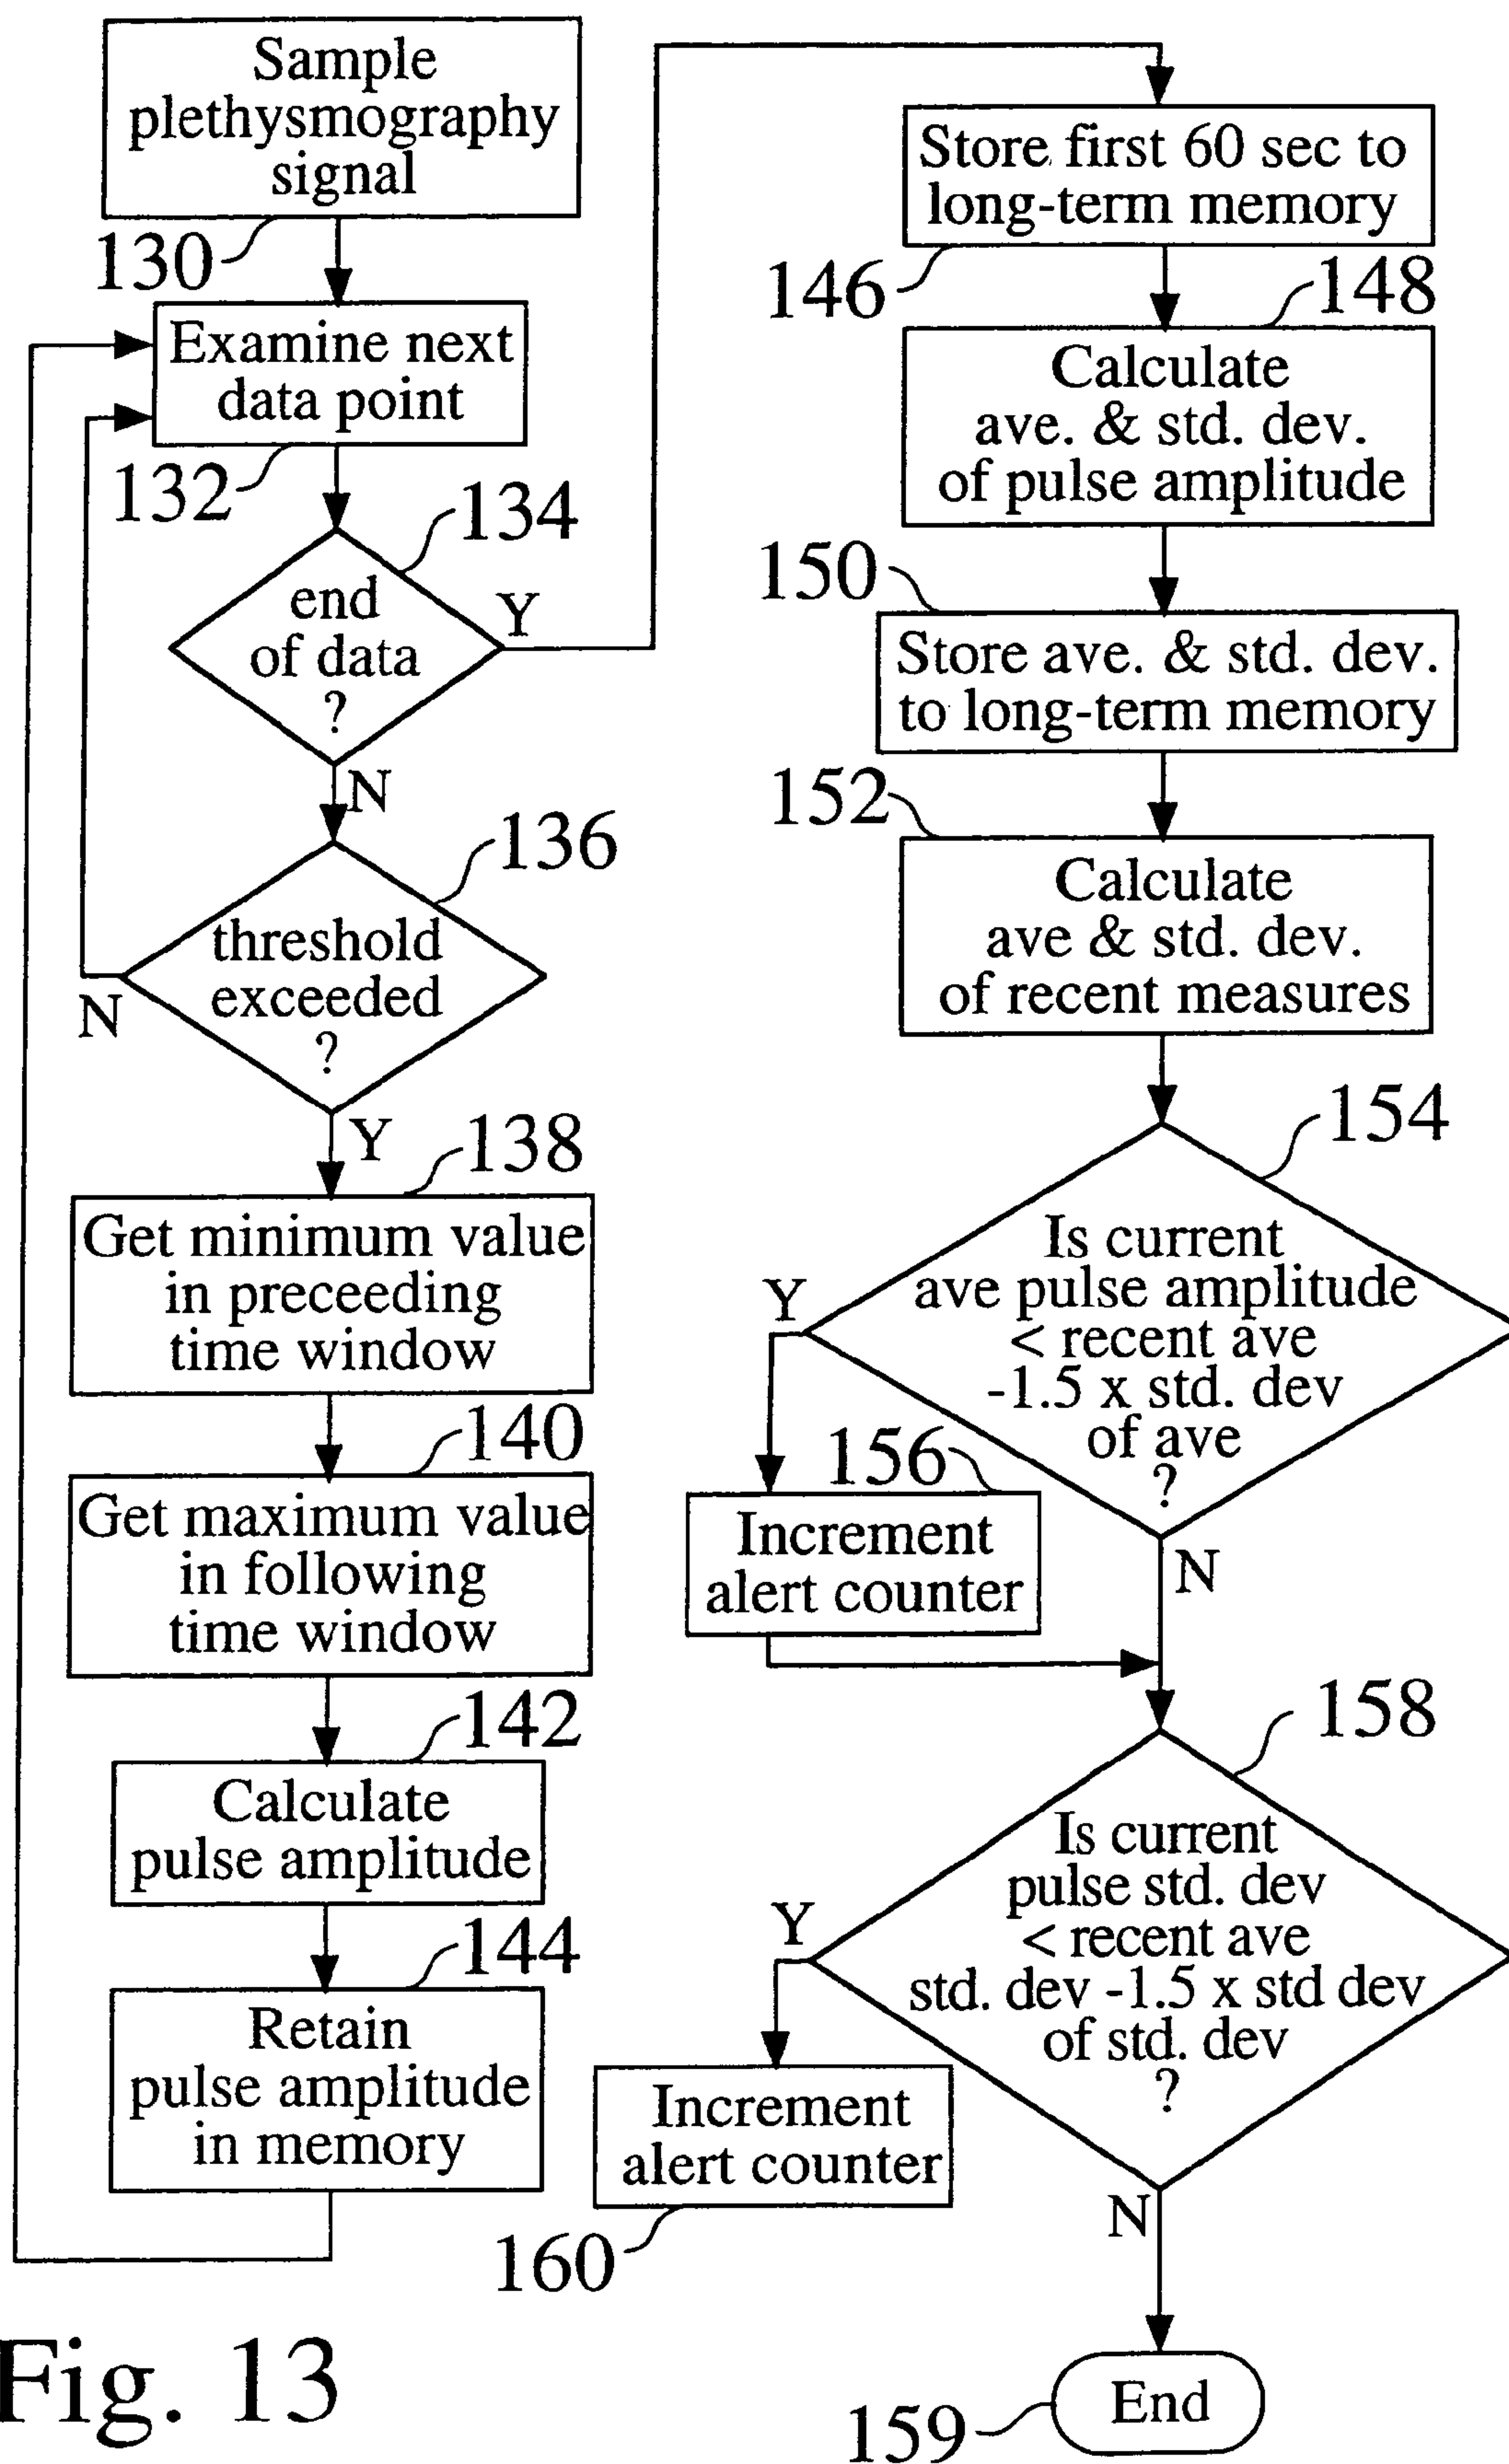 Sample
plethysmography
signal
130
Examine next
data point
132
134
end
of data
?
Y
N
136
threshold
exceeded
?
N
Y
138
Get minimum value
in preceeding
time window
140
Get maximum value
in following
time window
142
Calculate
pulse amplitude
144
Retain
pulse amplitude
in memory
Store first 60 sec to
long-term memory
146
148
Calculate
ave. & std. dev.
of pulse amplitude
150
Store ave. & std. dev.
to long-term memory
152
Calculate
ave & std. dev.
of recent measures
154
Is current
ave pulse amplitude
< recent ave
-1.5 x std. dev
of ave
?
Y
156
Increment
alert counter
N
158
Is current
pulse std. dev
< recent ave
std. dev -1.5 x std dev
of std. dev
?
Y
Increment
alert counter
160
N
End
159
Fig. 13